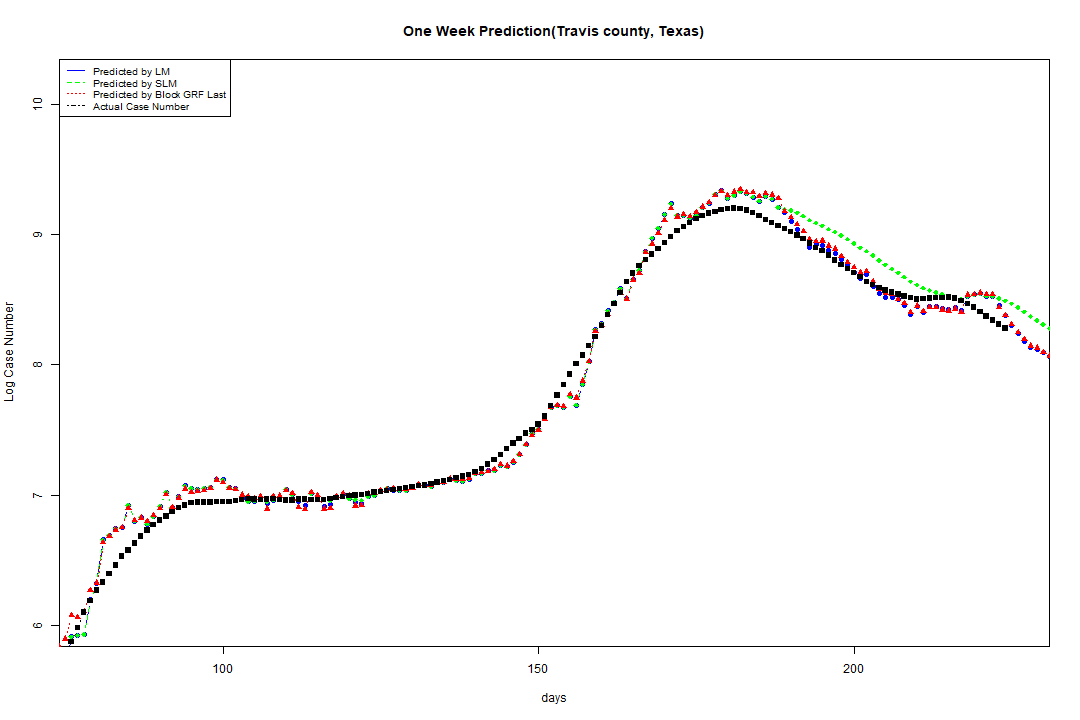 One Week Prediction(Travis county, Texas)
Predicted by LM
Predicted by SLM
Predicted by Block GRF Last
Actual Case Number
10
9
8
7
6
Log Case Number
100
150
200
days